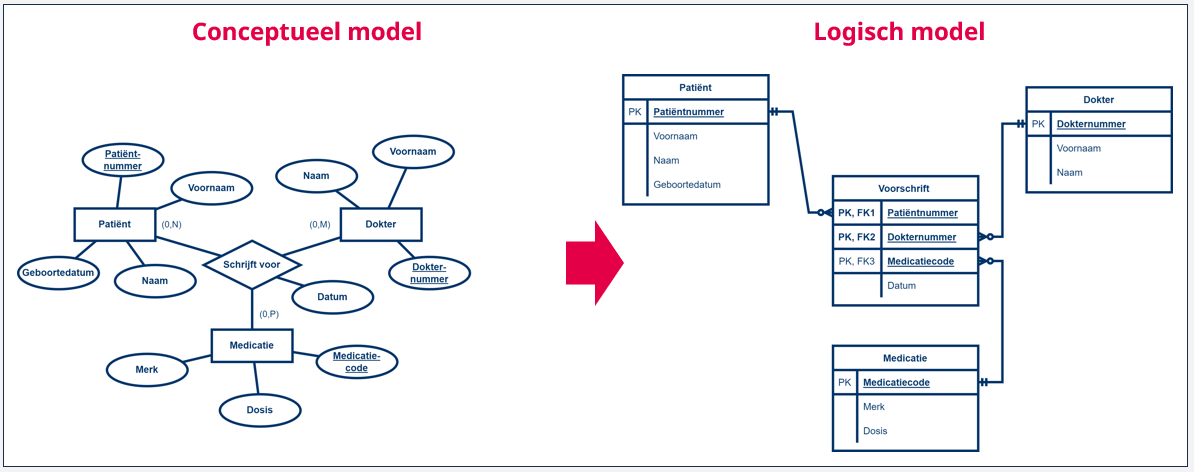 Conceptueel model
Patiënt-
nummer
Voornaam
Naam
Voornaam
Patiënt
(0,N)
(0,M)
Dokter
Schrijft voor
Geboortedatum
Naam
Datum
Dokter-
nummer
(0,P)
Medicatie
Merk
Medicatie-
code
Dosis
Logisch model
Patiënt
PK Patiëntnummer
Voornaam
Naam
Geboortedatum
Dokter
PK Dokternummer
Voornaam
Naam
Voorschrift
PK, FK1 Patiëntnummer
PK, FK2 Dokternummer
PK, FK3 Medicatiecode
Datum
Medicatie
PK Medicatiecode
Merk
Dosis